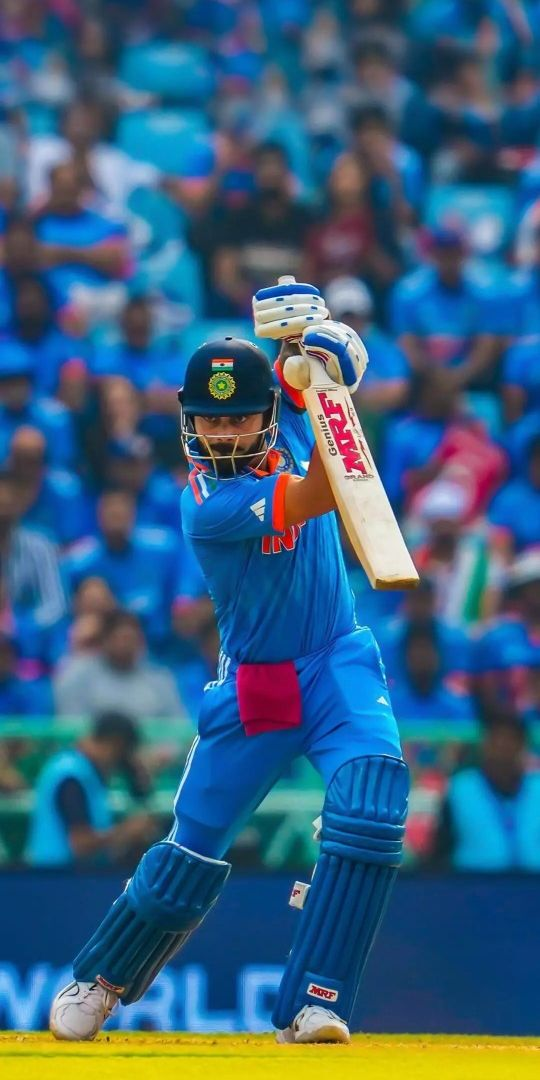 Genius
MRF
GRAND
IN
MRF
WORLD